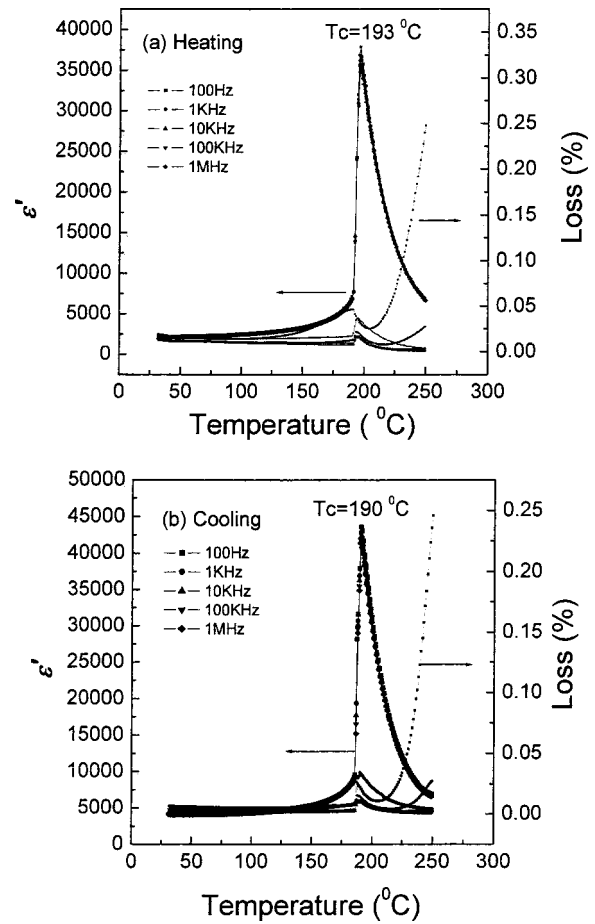 (a) Heating
Tc=193 ⁰C
100Hz
1KHz
10KHz
100KHz
1MHz
40000
35000
30000
25000
20000
15000
10000
5000
0
ε'
0.35
0.30
0.25
0.20
0.15
0.10
0.05
0.00
Loss (%)
0 50 100 150 200 250 300
Temperature ( ⁰C)
(b) Cooling
Tc=190 ⁰C
100Hz
1KHz
10KHz
100KHz
1MHz
50000
45000
40000
35000
30000
25000
20000
15000
10000
5000
0
ε'
0.25
0.20
0.15
0.10
0.05
0.00
Loss (%)
0 50 100 150 200 250 300
Temperature (⁰C)